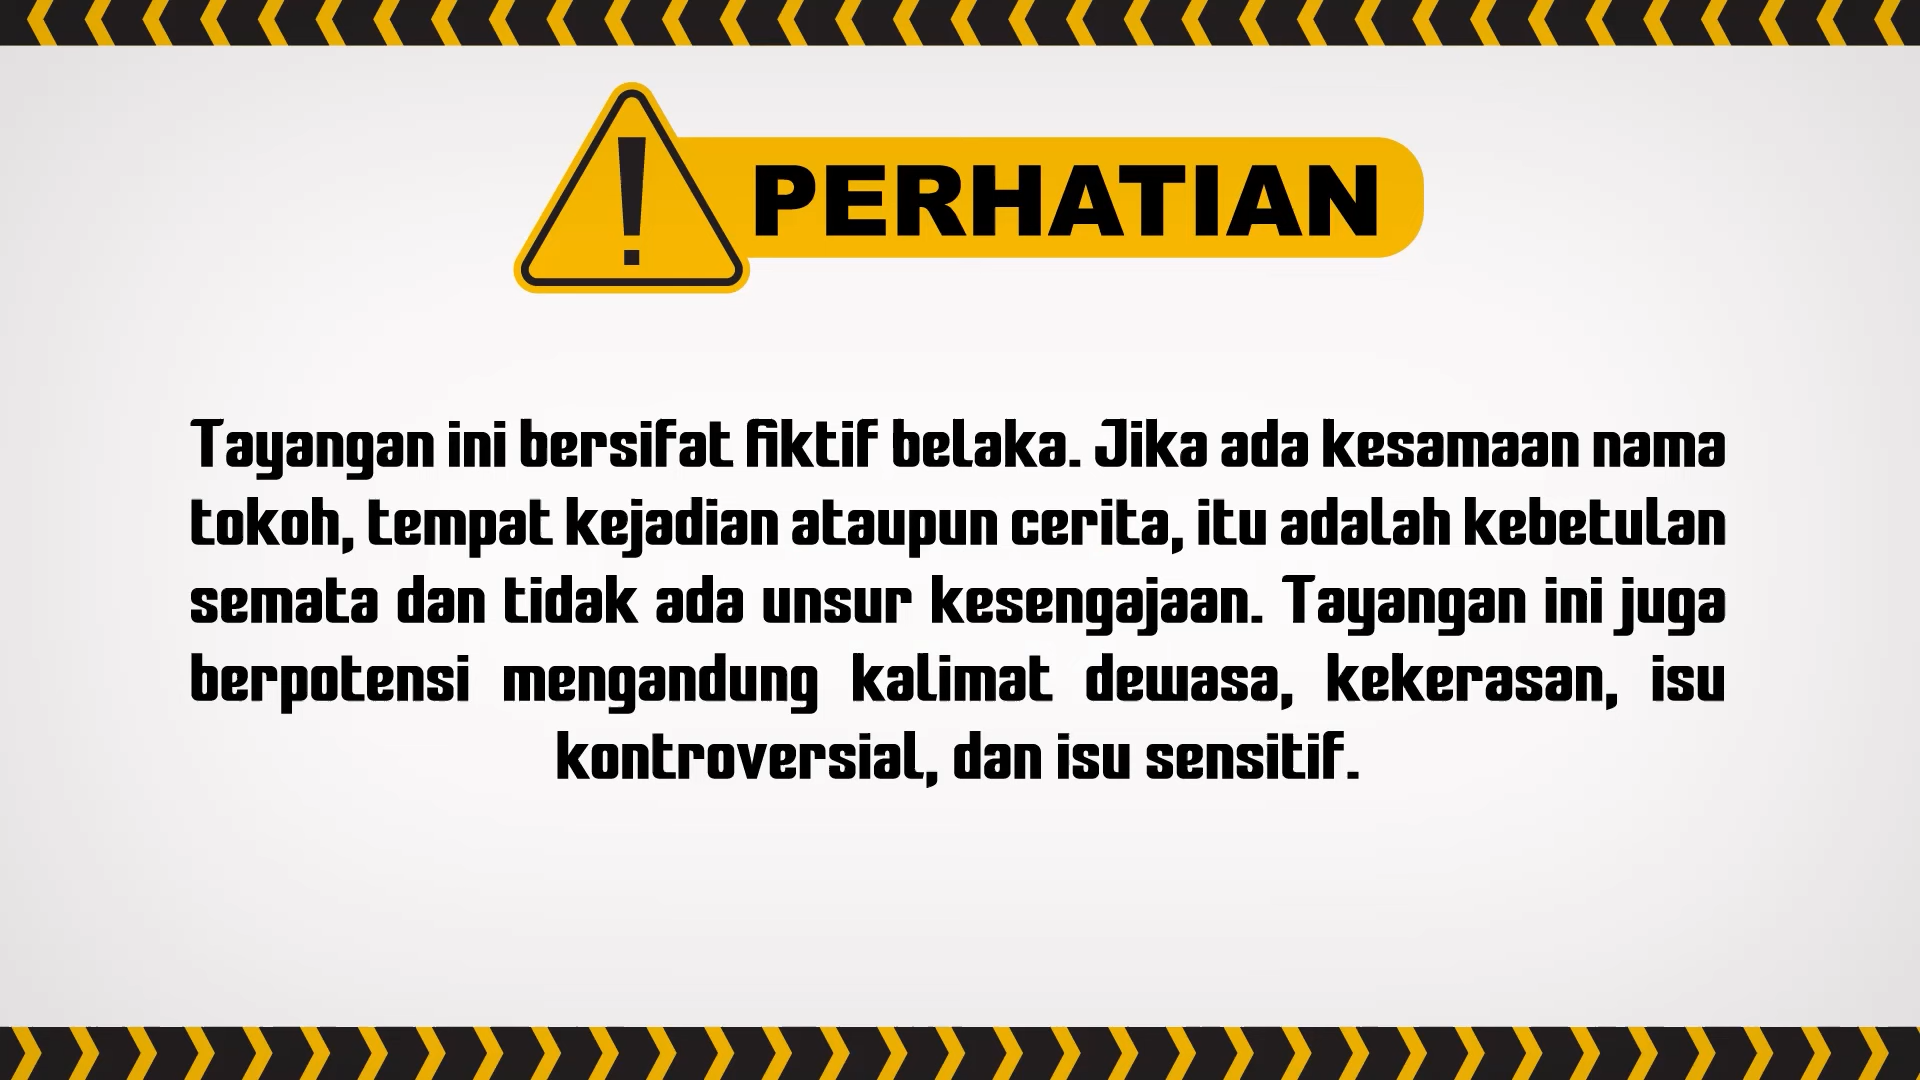 PERHATIAN
Tayangan ini bersifat fiktif belaka. Jika ada kesamaan nama
tokoh, tempat kejadian ataupun cerita, itu adalah kebetulan
semata dan tidak ada unsur kesengajaan. Tayangan ini juga
berpotensi mengandung kalimat dewasa, kekerasan, isu
kontroversial, dan isu sensitif.